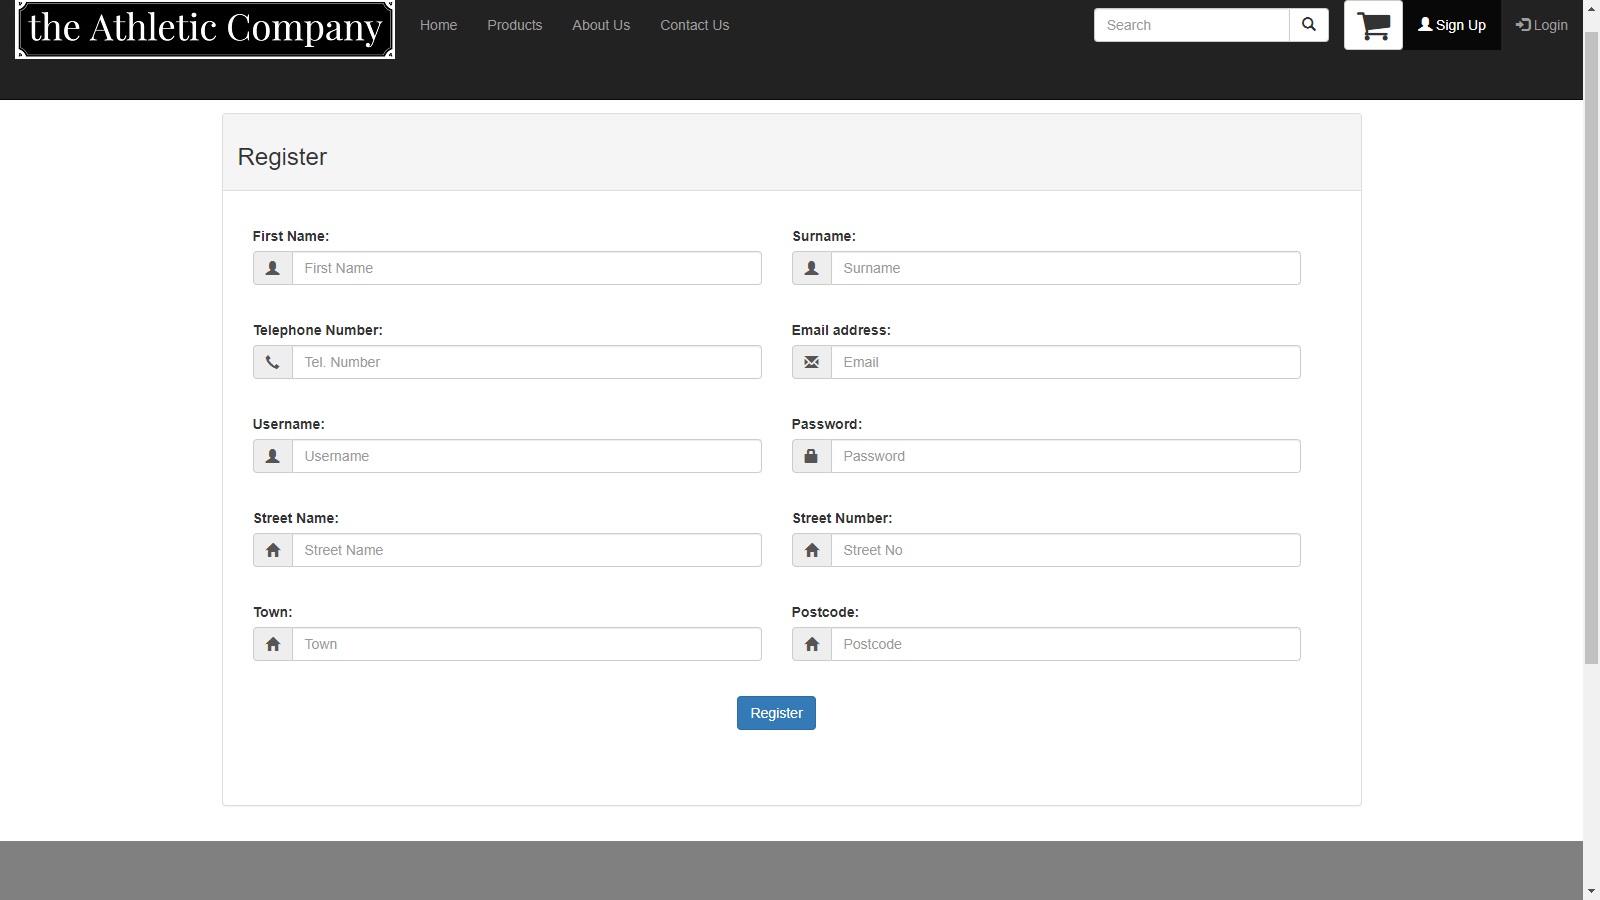 the Athletic Company
Home Products About Us Contact Us Search Sign Up Login
Register
First Name: Surname:
First Name Surname
Telephone Number: Email address:
Tel. Number Email
Username: Password:
Username Password
Street Name: Street Number:
Street Name Street No
Town: Postcode:
Town Postcode
Register